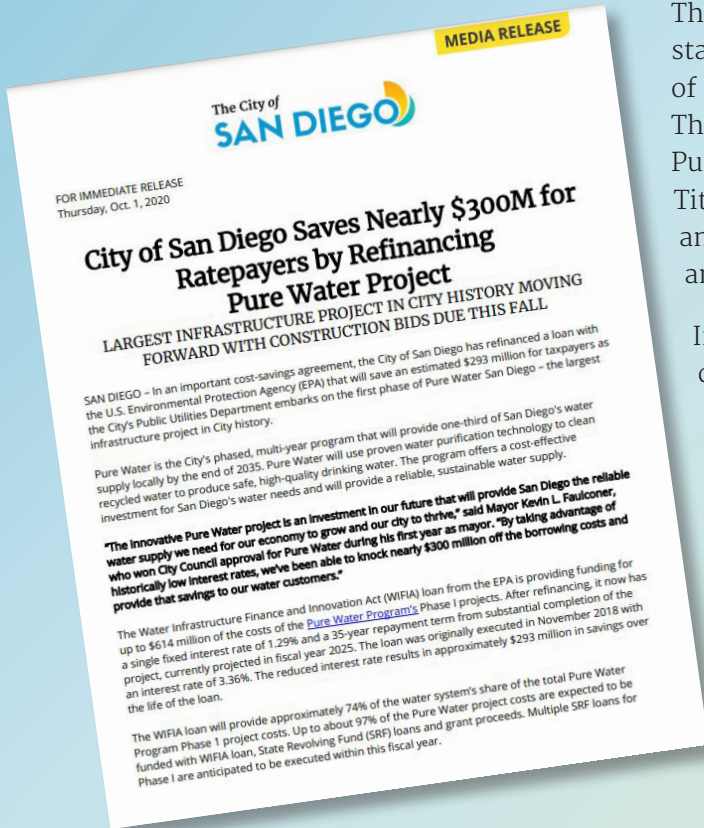 MEDIA RELEASE
The City of
SAN DIEGO
FOR IMMEDIATE RELEASE
Thursday, Oct. 1, 2020
City of San Diego Saves Nearly $300M for
Ratepayers by Refinancing
Pure Water Project
LARGEST INFRASTRUCTURE PROJECT IN CITY HISTORY MOVING
FORWARD WITH CONSTRUCTION BIDS DUE THIS FALL
SAN DIEGO – In an important cost-savings agreement, the City of San Diego has refinanced a loan with
the U.S. Environmental Protection Agency (EPA) that will save an estimated $293 million for taxpayers as
the City's Public Utilities Department embarks on the first phase of Pure Water San Diego – the largest
infrastructure project in City history.
Pure Water is the City's phased, multi-year program that will provide one-third of San Diego's water
supply locally by the end of 2035. Pure Water will use proven water purification technology to clean
recycled water to produce safe, high-quality drinking water. The program offers a cost-effective
investment for San Diego's water needs and will provide a reliable, sustainable water supply.
"The innovative Pure Water project is an investment in our future that will provide San Diego the reliable
water supply we need for our economy to grow and our city to thrive," said Mayor Kevin L. Faulconer,
who won City Council approval for Pure Water during his first year as mayor. "By taking advantage of
historically low interest rates, we've been able to knock nearly $300 million off the borrowing costs and
provide that savings to our water customers."
The Water Infrastructure Finance and Innovation Act (WIFIA) loan from the EPA is providing funding for
up to $614 million of the costs of the Pure Water Program's Phase I projects. After refinancing, it now has
a single fixed interest rate of 1.29% and a 35-year repayment term from substantial completion of the
project, currently projected in fiscal year 2025. The loan was originally executed in November 2018 with
an interest rate of 3.36%. The reduced interest rate results in approximately $293 million in savings over
the life of the loan.
The WIFIA loan will provide approximately 74% of the water system's share of the total Pure Water
Program Phase 1 project costs. Up to about 97% of the Pure Water project costs are expected to be
funded with WIFIA loan, State Revolving Fund (SRF) loans and grant proceeds. Multiple SRF loans for
Phase I are anticipated to be executed within this fiscal year.
Th
sta
of
Th
Pu
Tit
an